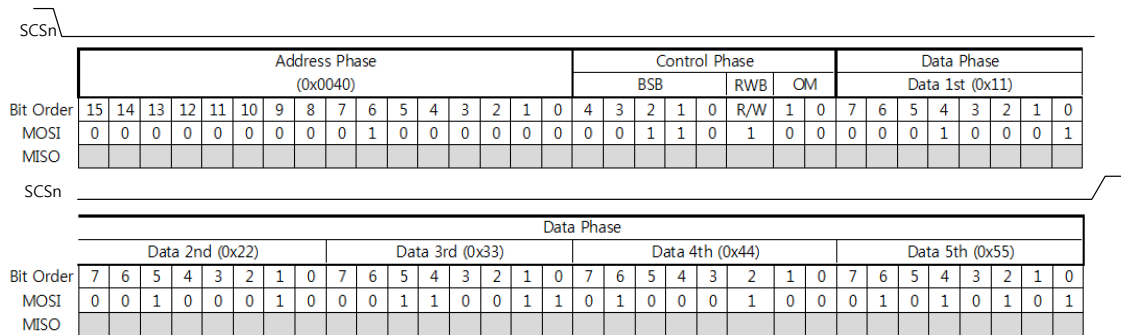 SCSn
Address Phase Control Phase Data Phase
(0x0040) BSB RWB OM Data 1st (0x11)
Bit Order 15 14 13 12 11 10 9 8 7 6 5 4 3 2 1 0 4 3 2 1 0 R/W 1 0 7 6 5 4 3 2 1 0
MOSI 0 0 0 0 0 0 0 0 0 1 0 0 0 0 0 0 0 0 1 1 0 1 0 0 0 0 0 1 0 0 0 1
MISO
SCSn
Data Phase
Data 2nd (0x22) Data 3rd (0x33) Data 4th (0x44) Data 5th (0x55)
Bit Order 7 6 5 4 3 2 1 0 7 6 5 4 3 2 1 0 7 6 5 4 3 2 1 0 7 6 5 4 3 2 1 0
MOSI 0 0 1 0 0 0 1 0 0 0 1 1 0 0 1 1 0 1 0 0 0 1 0 0 0 1 0 1 0 1 0 1
MISO